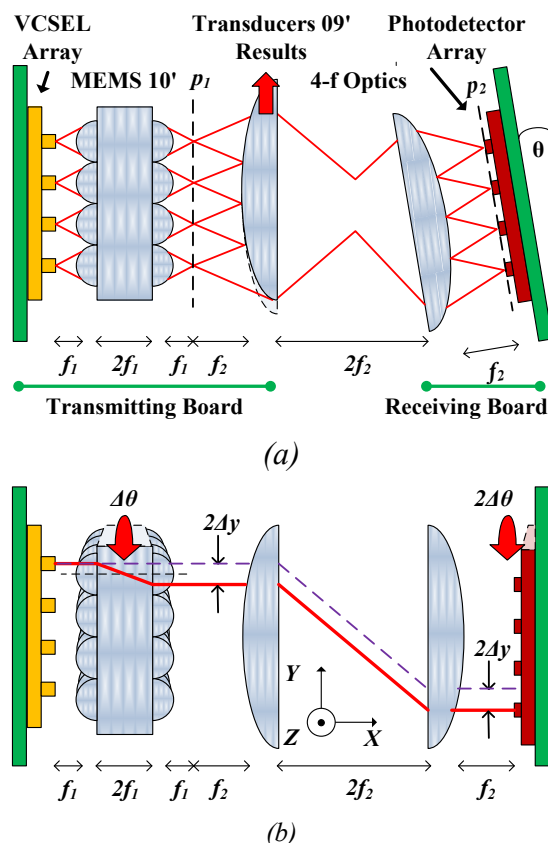 VCSEL
Array
Transducers 09'
Results
Photodetector
Array
MEMS 10'
p1
4-f Optics
p2
θ
f1
2f1
f1
f2
2f2
f2
Transmitting Board
Receiving Board
(a)
Δθ
2Δy
2Δθ
2Δy
Y
Z
X
f1
2f1
f1
f2
2f2
f2
(b)